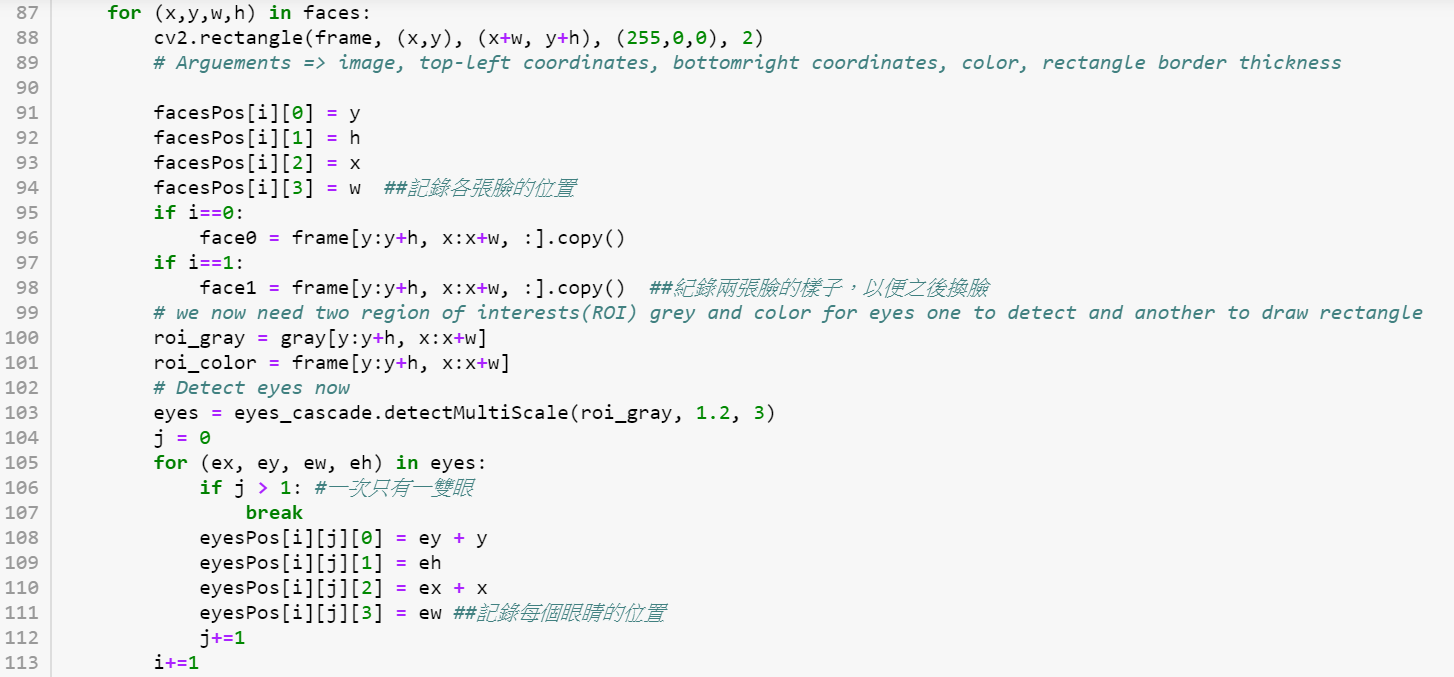 87 for (x,y,w,h) in faces:
88 cv2.rectangle(frame, (x,y), (x+w, y+h), (255,0,0), 2)
89 # Arguements => image, top-left coordinates, bottomright coordinates, color, rectangle border thickness
90
91 facesPos[i][0] = y
92 facesPos[i][1] = h
93 facesPos[i][2] = x
94 facesPos[i][3] = w ##記錄各張臉的位置
95 if i==0:
96 face0 = frame[y:y+h, x:x+w, :].copy()
97 if i==1:
98 face1 = frame[y:y+h, x:x+w, :].copy() ##紀錄兩張臉的樣子，以便之後換臉
99 # we now need two region of interests(ROI) grey and color for eyes one to detect and another to draw rectangle
100 roi_gray = gray[y:y+h, x:x+w]
101 roi_color = frame[y:y+h, x:x+w]
102 # Detect eyes now
103 eyes = eyes_cascade.detectMultiScale(roi_gray, 1.2, 3)
104 j = 0
105 for (ex, ey, ew, eh) in eyes:
106 if j > 1: #一次只有一雙眼
107 break
108 eyesPos[i][j][0] = ey + y
109 eyesPos[i][j][1] = eh
110 eyesPos[i][j][2] = ex + x
111 eyesPos[i][j][3] = ew ##記錄每個眼睛的位置
112 j+=1
113 i+=1